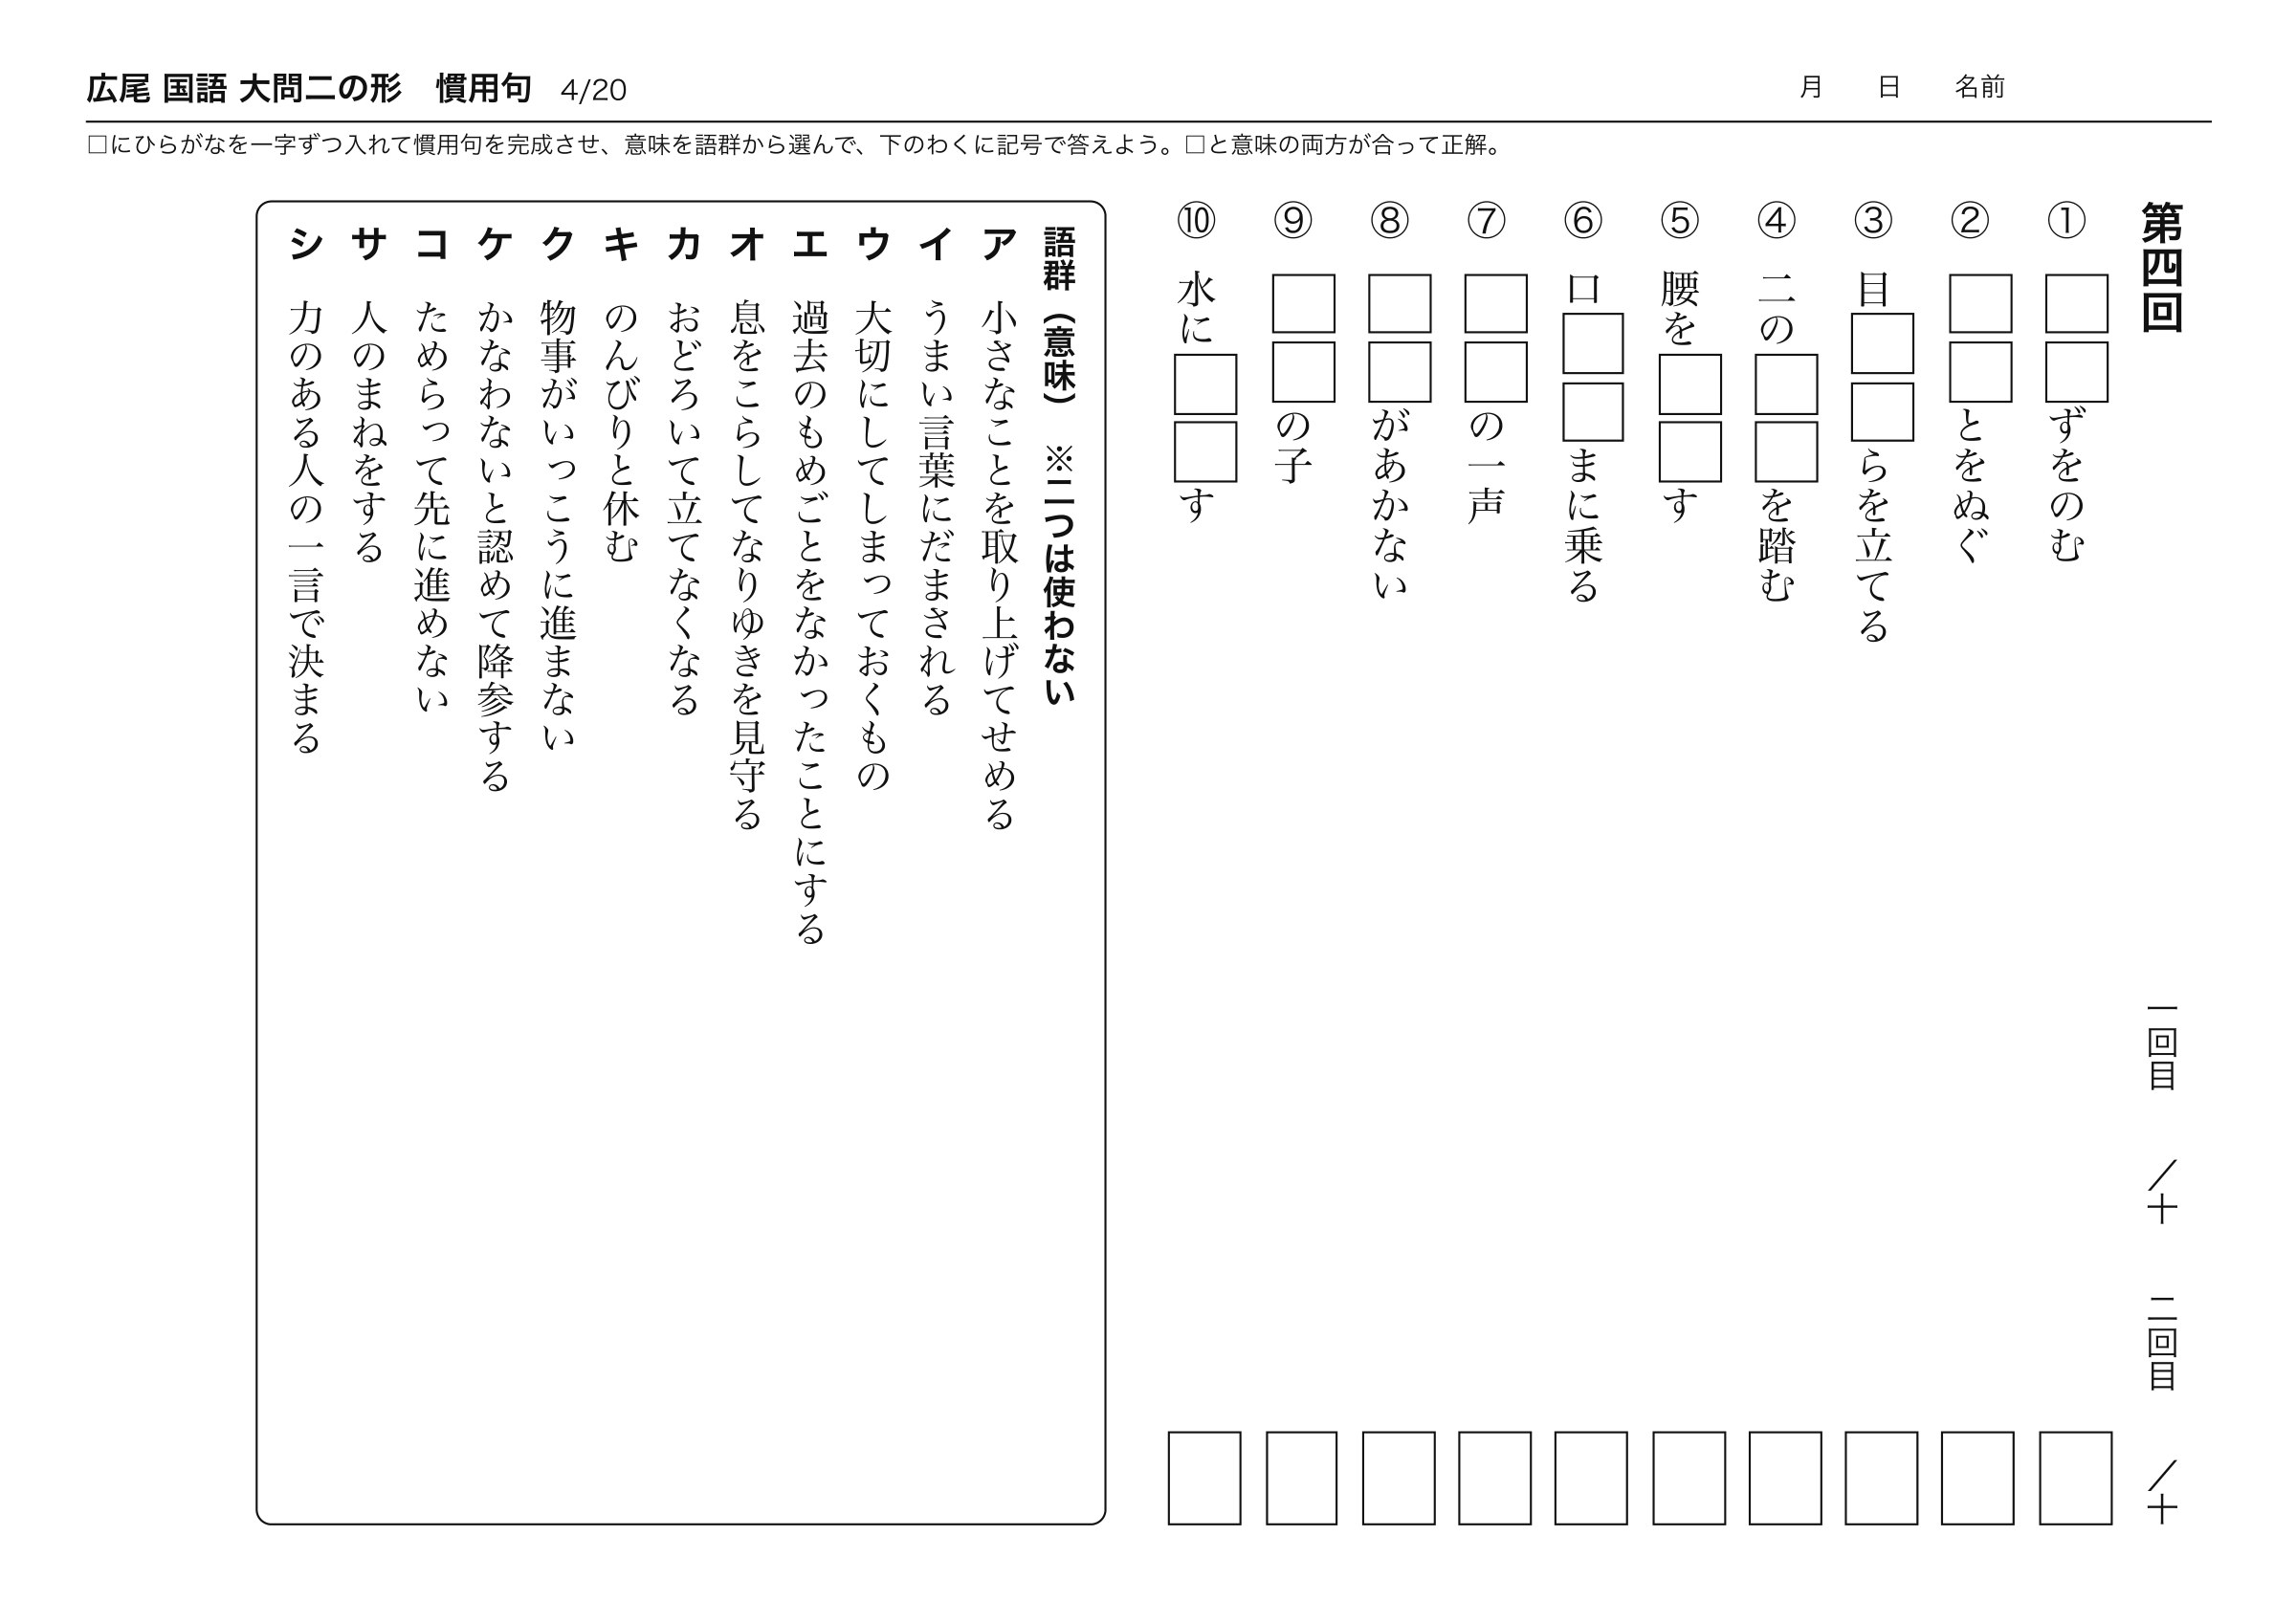 広尾 国語 大問二の形　慣用句 4/20
月　日　名前
□にひらがなを一字ずつ入れて慣用句を完成させ、意味を語群から選んで、下のわくに記号で答えよう。□と意味の両方が合って正解。
第四回　一回目　／十　二回目　／十
① □□ずをのむ
② □□とをぬぐ
③ 目□□らを立てる
④ 二の□□を踏む
⑤ 腰を□□す
⑥ 口□□まに乗る
⑦ □□の一声
⑧ □□があかない
⑨ □□の子
⑩ 水に□□す
語群（意味）　※二つは使わない
ア　小さなことを取り上げてせめる
イ　うまい言葉にだまされる
ウ　大切にしてしまっておくもの
エ　過去のもめごとをなかったことにする
オ　息をこらしてなりゆきを見守る
カ　おどろいて立てなくなる
キ　のんびりと休む
ク　物事がいっこうに進まない
ケ　かなわないと認めて降参する
コ　ためらって先に進めない
サ　人のまねをする
シ　力のある人の一言で決まる